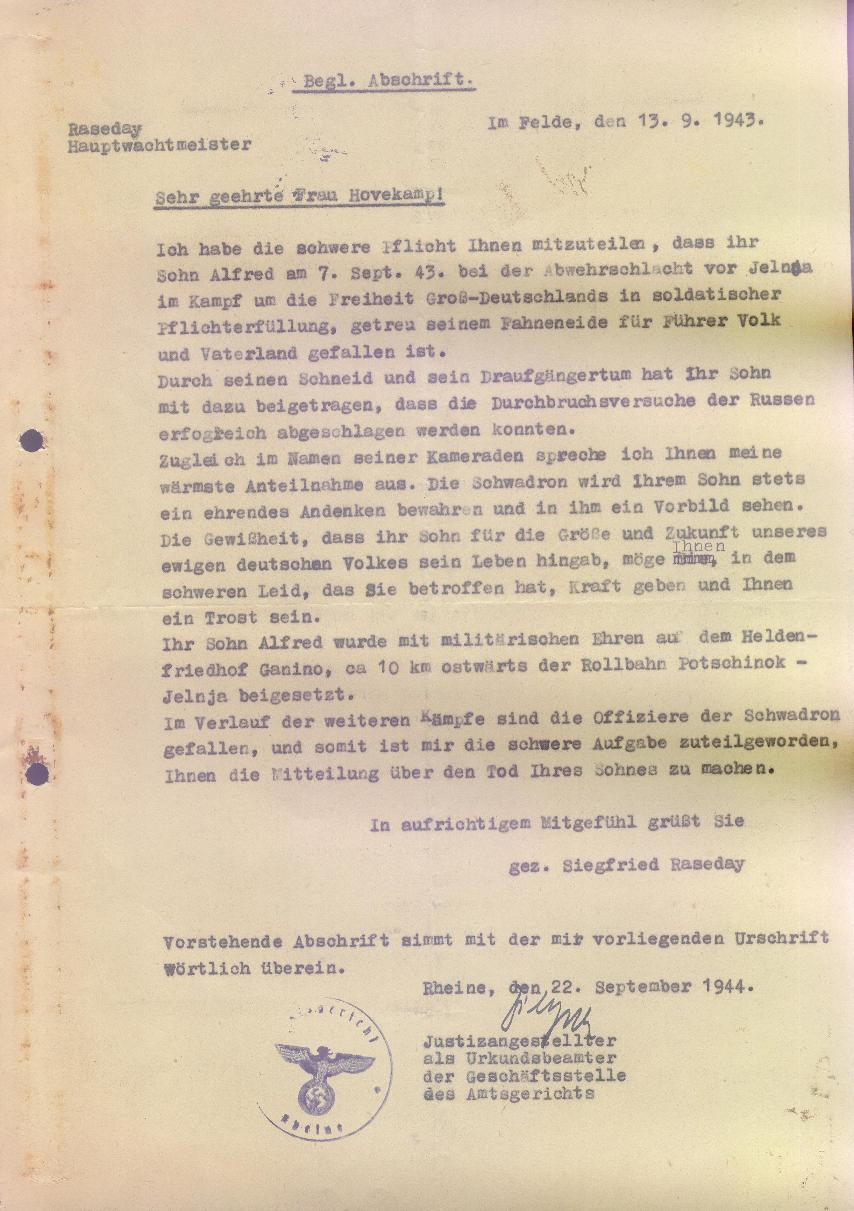 Begl. Abschrift.
Im Felde, den 13. 9. 1943.
Raseday
Hauptwachtmeister
Sehr geehrte Frau Hovekamp!
Ich habe die schwere Pflicht Ihnen mitzuteilen, dass ihr
Sohn Alfred am 7. Sept. 43. bei der Abwehrschlacht vor Jelnja
im Kampf um die Freiheit Groß-Deutschlands in soldatischer
Pflichterfüllung, getreu seinem Fahneneide für Führer Volk
und Vaterland gefallen ist.
Durch seinen Schneid und sein Draufgängertum hat Ihr Sohn
mit dazu beigetragen, dass die Durchbruchsversuche der Russen
erfogreich abgeschlagen werden konnten.
Zugleich im Namen seiner Kameraden spreche ich Ihnen meine
wärmste Anteilnahme aus. Die Schwadron wird Ihrem Sohn stets
ein ehrendes Andenken bewahren und in ihm ein Vorbild sehen.
Die Gewißheit, dass ihr Sohn für die Größe und Zukunft unseres
ewigen deutschen Volkes sein Leben hingab, möge Ihnen, in dem
schweren Leid, das Sie betroffen hat, Kraft geben und Ihnen
ein Trost sein.
Ihr Sohn Alfred wurde mit militärischen Ehren auf dem Helden-
friedhof Ganino, ca 10 km ostwärts der Rollbahn Potschinok -
Jelnja beigesetzt.
Im Verlauf der weiteren Kämpfe sind die Offiziere der Schwadron
gefallen, und somit ist mir die schwere Aufgabe zuteilgeworden,
Ihnen die Mitteilung über den Tod Ihres Sohnes zu machen.
In aufrichtigem Mitgefühl grüßt Sie
gez. Siegfried Raseday
Vorstehende Abschrift simmt mit der mir vorliegenden Urschrift
wörtlich überein.
Rheine, den 22. September 1944.
Justizangestellter
als Urkundsbeamter
der Geschäftsstelle
des Amtsgerichts
Rheine